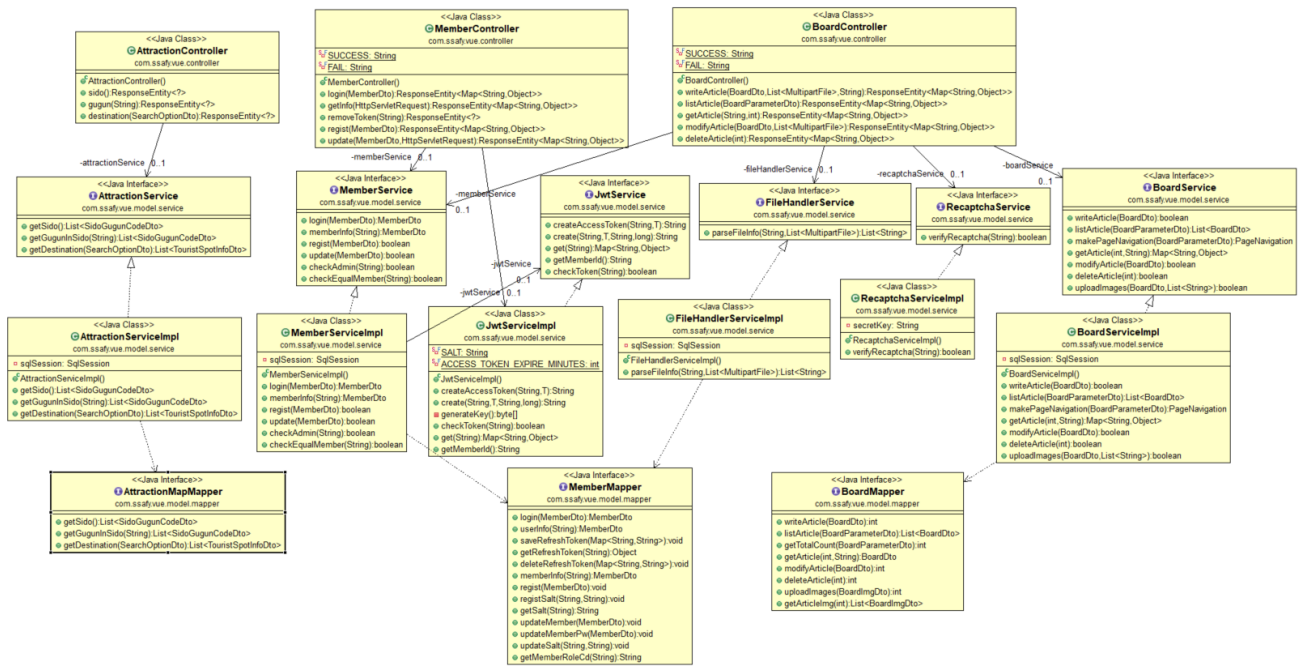 <<Java Class>>
AttractionController
com.ssafy.vue.controller
AttractionController()
sido():ResponseEntity<?>
gugun(String):ResponseEntity<?>
destination(SearchOptionDto):ResponseEntity<?>
<<Java Class>>
MemberController
com.ssafy.vue.controller
SUCCESS: String
FAIL: String
MemberController()
login(MemberDto):ResponseEntity<Map<String,Object>>
getInfo(HttpServletRequest):ResponseEntity<Map<String,Object>>
removeToken(String):ResponseEntity<?>
regist(MemberDto):ResponseEntity<Map<String,Object>>
update(MemberDto,HttpServletRequest):ResponseEntity<Map<String,Object>>
<<Java Class>>
BoardController
com.ssafy.vue.controller
SUCCESS: String
FAIL: String
BoardController()
writeArticle(BoardDto,List<MultipartFile>,String):ResponseEntity<Map<String,Object>>
listArticle(BoardParameterDto):ResponseEntity<Map<String,Object>>
getArticle(String,int):ResponseEntity<Map<String,Object>>
modifyArticle(BoardDto,List<MultipartFile>):ResponseEntity<Map<String,Object>>
deleteArticle(int):ResponseEntity<Map<String,Object>>
-attractionService 0..1
-memberService 0..1
-memberService
0..1
-fileHandlerService 0..1
-recaptchaService 0..1
-boardService
0..1
<<Java Interface>>
AttractionService
com.ssafy.vue.model.service
getSido():List<SidoGugunCodeDto>
getGugunInSido(String):List<SidoGugunCodeDto>
getDestination(SearchOptionDto):List<TouristSpotInfoDto>
<<Java Interface>>
MemberService
com.ssafy.vue.model.service
login(MemberDto):MemberDto
memberInfo(String):MemberDto
regist(MemberDto):boolean
update(MemberDto):boolean
checkAdmin(String):boolean
checkEqualMember(String):boolean
<<Java Interface>>
JwtService
com.ssafy.vue.model.service
createAccessToken(String,T):String
create(String,T,String,long):String
get(String):Map<String,Object>
getMemberId():String
checkToken(String):boolean
<<Java Interface>>
FileHandlerService
com.ssafy.vue.model.service
parseFileInfo(String,List<MultipartFile>):List<String>
<<Java Interface>>
RecaptchaService
com.ssafy.vue.model.service
verifyRecaptcha(String):boolean
<<Java Interface>>
BoardService
com.ssafy.vue.model.service
writeArticle(BoardDto):boolean
listArticle(BoardParameterDto):List<BoardDto>
makePageNavigation(BoardParameterDto):PageNavigation
getArticle(int,String):Map<String,Object>
modifyArticle(BoardDto):boolean
deleteArticle(int):boolean
uploadImages(BoardDto,List<String>):boolean
-jwtService
0..1
-jwtService 0..1
<<Java Class>>
AttractionServiceImpl
com.ssafy.vue.model.service
sqlSession: SqlSession
AttractionServiceImpl()
getSido():List<SidoGugunCodeDto>
getGugunInSido(String):List<SidoGugunCodeDto>
getDestination(SearchOptionDto):List<TouristSpotInfoDto>
<<Java Class>>
MemberServiceImpl
com.ssafy.vue.model.service
sqlSession: SqlSession
MemberServiceImpl()
login(MemberDto):MemberDto
memberInfo(String):MemberDto
regist(MemberDto):boolean
update(MemberDto):boolean
checkAdmin(String):boolean
checkEqualMember(String):boolean
<<Java Class>>
JwtServiceImpl
com.ssafy.vue.model.service
SALT: String
ACCESS_TOKEN_EXPIRE_MINUTES: int
JwtServiceImpl()
createAccessToken(String,T):String
create(String,T,String,long):String
generateKey():byte[]
checkToken(String):boolean
get(String):Map<String,Object>
getMemberId():String
<<Java Class>>
FileHandlerServiceImpl
com.ssafy.vue.model.service
sqlSession: SqlSession
FileHandlerServiceImpl()
parseFileInfo(String,List<MultipartFile>):List<String>
<<Java Class>>
RecaptchaServiceImpl
com.ssafy.vue.model.service
secretKey: String
RecaptchaServiceImpl()
verifyRecaptcha(String):boolean
<<Java Class>>
BoardServiceImpl
com.ssafy.vue.model.service
sqlSession: SqlSession
BoardServiceImpl()
writeArticle(BoardDto):boolean
listArticle(BoardParameterDto):List<BoardDto>
makePageNavigation(BoardParameterDto):PageNavigation
getArticle(int,String):Map<String,Object>
modifyArticle(BoardDto):boolean
deleteArticle(int):boolean
uploadImages(BoardDto,List<String>):boolean
<<Java Interface>>
AttractionMapMapper
com.ssafy.vue.model.mapper
getSido():List<SidoGugunCodeDto>
getGugunInSido(String):List<SidoGugunCodeDto>
getDestination(SearchOptionDto):List<TouristSpotInfoDto>
<<Java Interface>>
MemberMapper
com.ssafy.vue.model.mapper
login(MemberDto):MemberDto
userInfo(String):MemberDto
saveRefreshToken(Map<String,String>):void
getRefreshToken(String):Object
deleteRefreshToken(Map<String,String>):void
memberInfo(String):MemberDto
regist(MemberDto):void
registSalt(String,String):void
getSalt(String):String
updateMember(MemberDto):void
updateMemberPw(MemberDto):void
updateSalt(String,String):void
getMemberRoleCd(String):String
<<Java Interface>>
BoardMapper
com.ssafy.vue.model.mapper
writeArticle(BoardDto):int
listArticle(BoardParameterDto):List<BoardDto>
getTotalCount(BoardParameterDto):int
getArticle(int,String):BoardDto
modifyArticle(BoardDto):int
deleteArticle(int):int
uploadImages(BoardImgDto):int
getArticleImg(int):List<BoardImgDto>